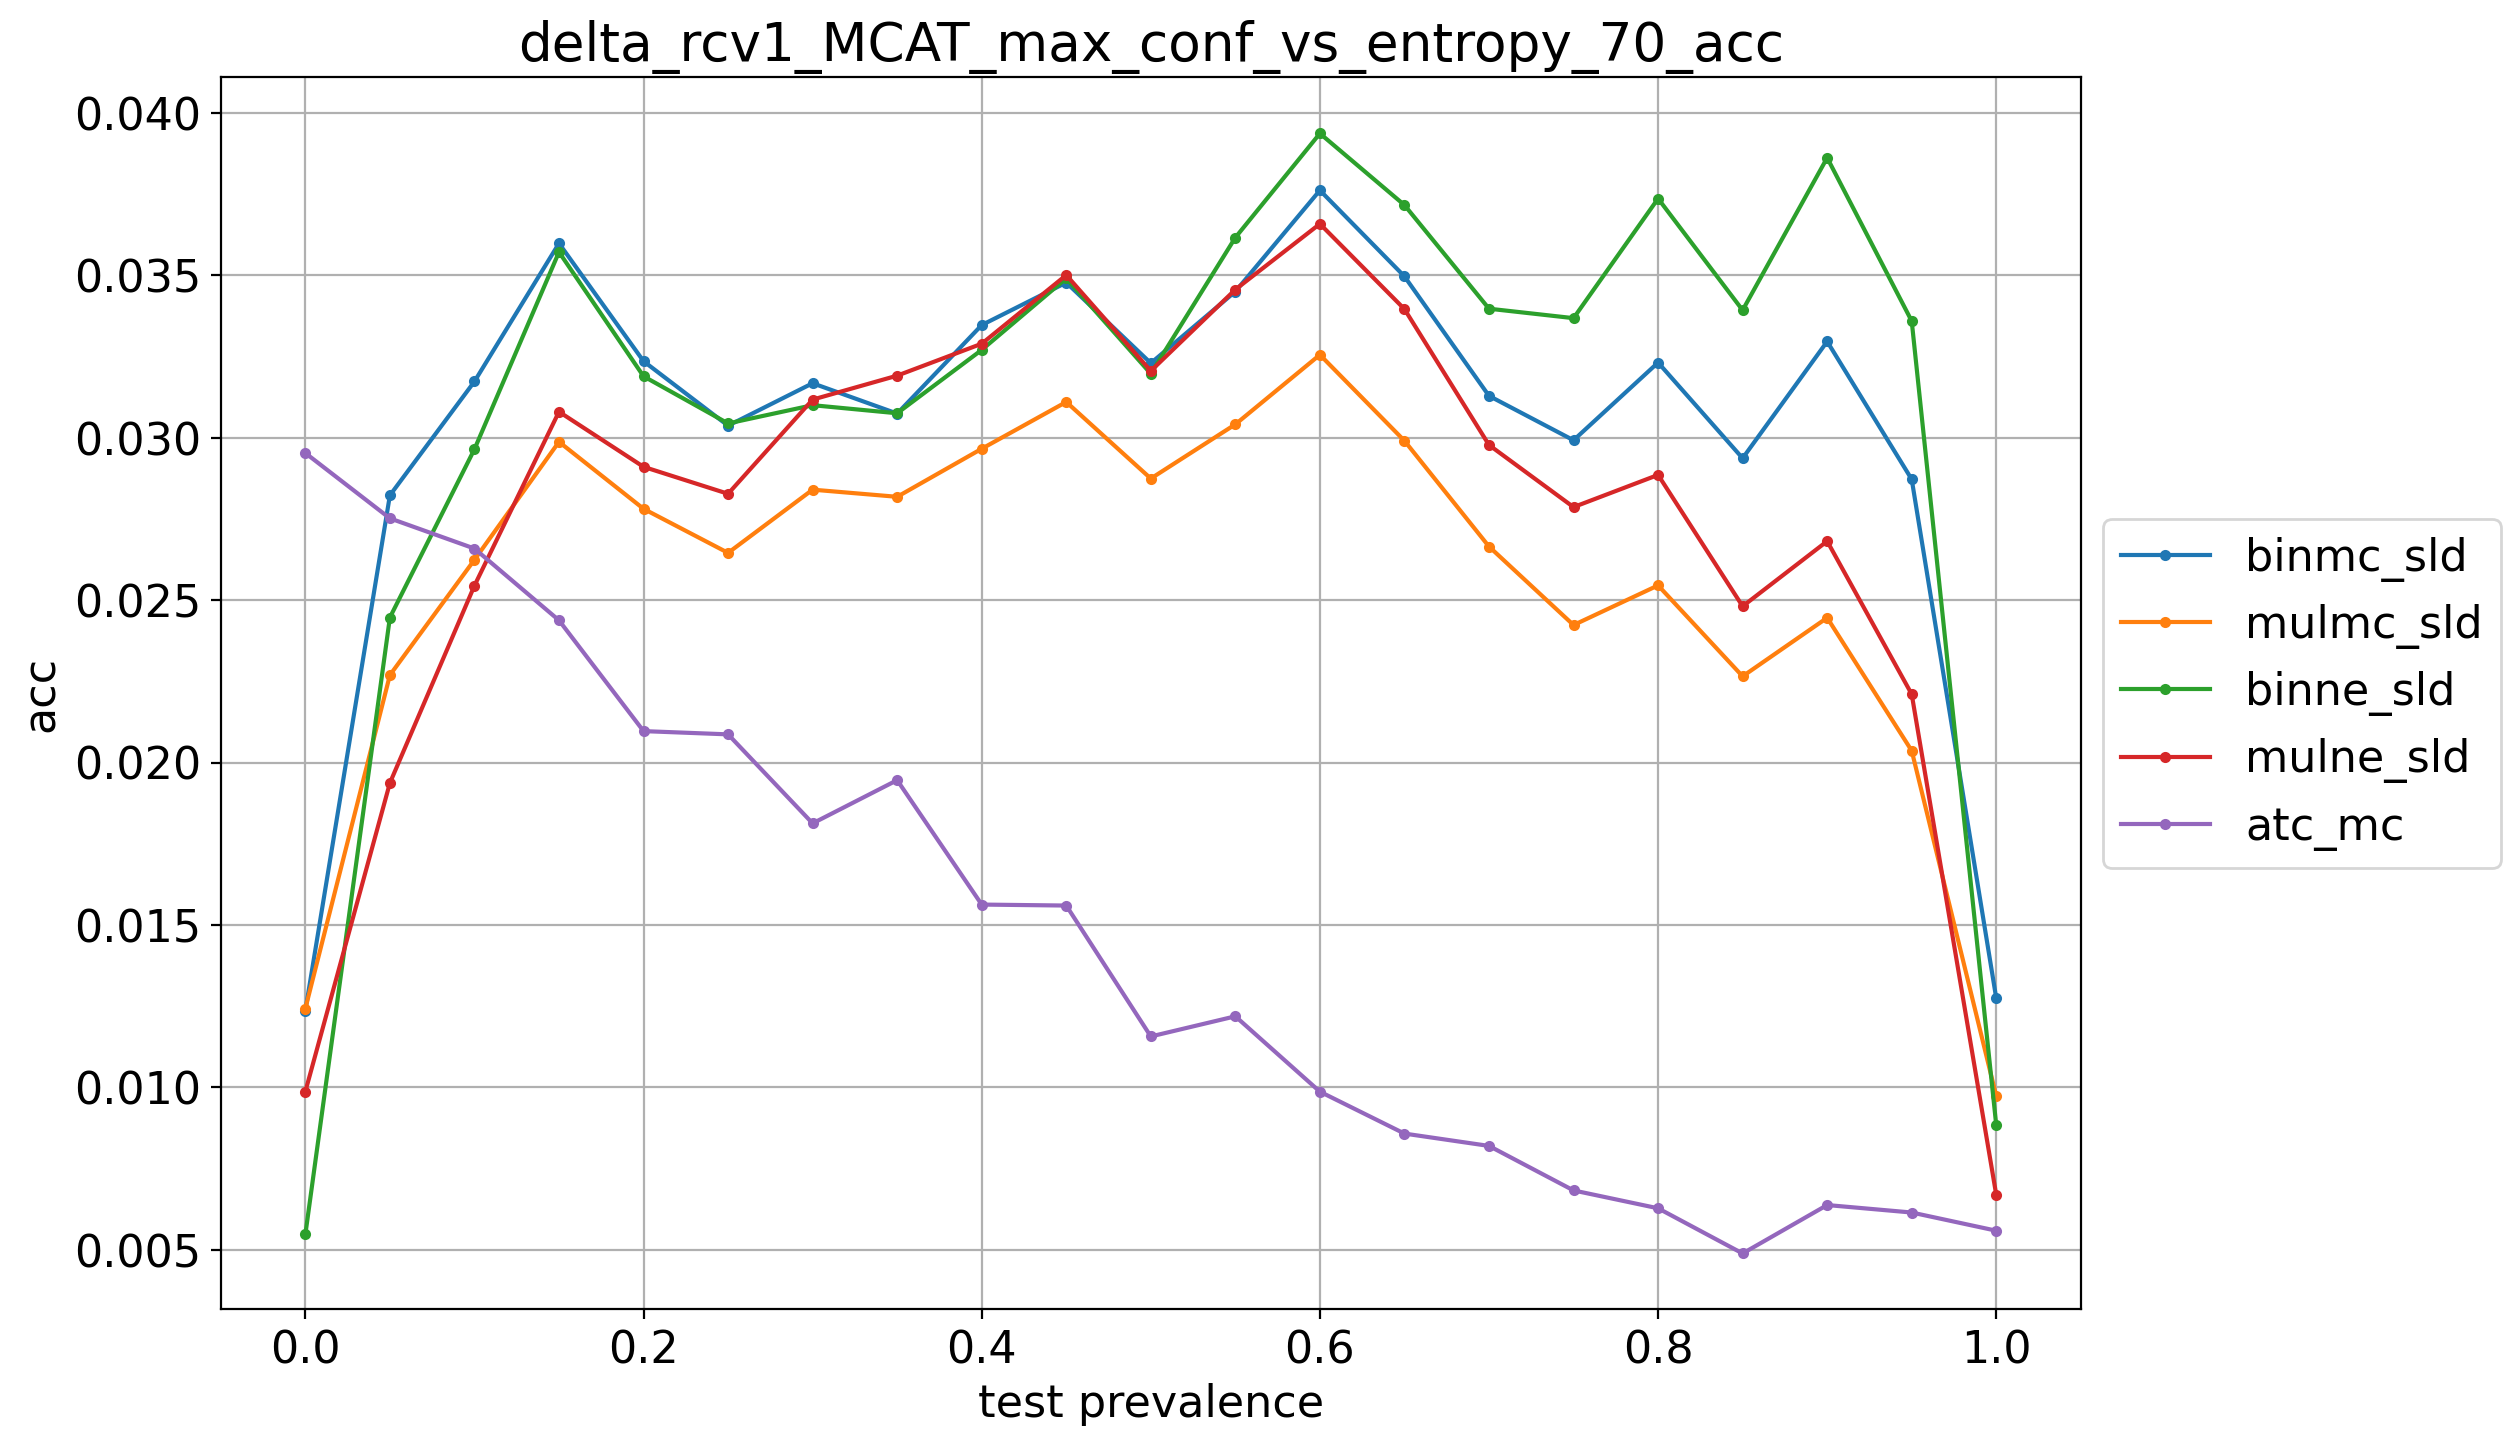 delta_rcv1_MCAT_max_conf_vs_entropy_70_acc
0.040
0.035
0.030
0.025
0.020
0.015
0.010
0.005
acc
0.0 0.2 0.4 0.6 0.8 1.0
test prevalence
binmc_sld
mulmc_sld
binne_sld
mulne_sld
atc_mc